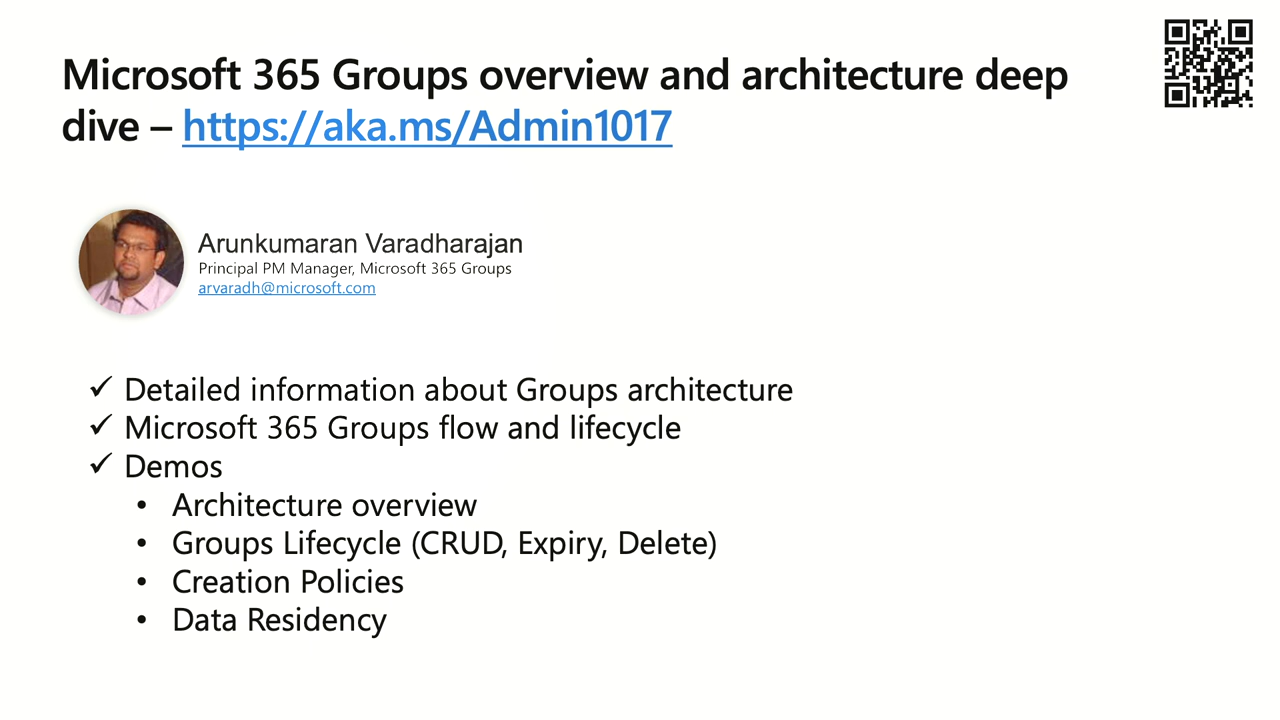 Microsoft 365 Groups overview and architecture deep
dive – https://aka.ms/Admin1017
Arunkumaran Varadharajan
Principal PM Manager, Microsoft 365 Groups
arvaradh@microsoft.com
✓ Detailed information about Groups architecture
✓ Microsoft 365 Groups flow and lifecycle
✓ Demos
• Architecture overview
• Groups Lifecycle (CRUD, Expiry, Delete)
• Creation Policies
• Data Residency